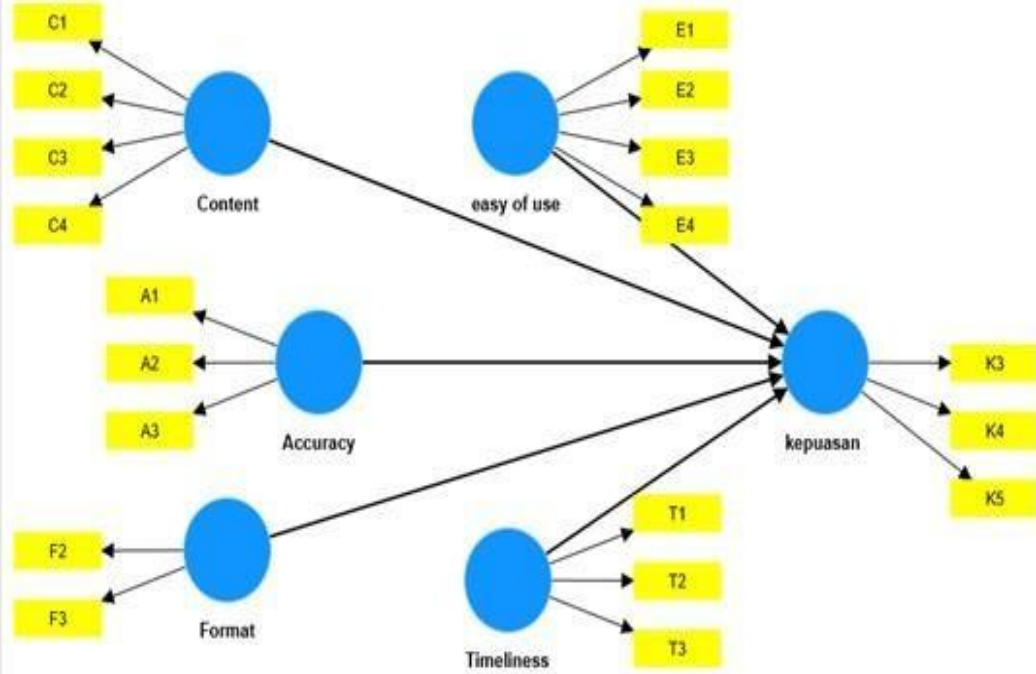 C1
C2
C3
C4
Content
E1
E2
E3
E4
easy of use
A1
A2
A3
Accuracy
K3
K4
K5
kepuasan
F2
F3
Format
T1
T2
T3
Timeliness